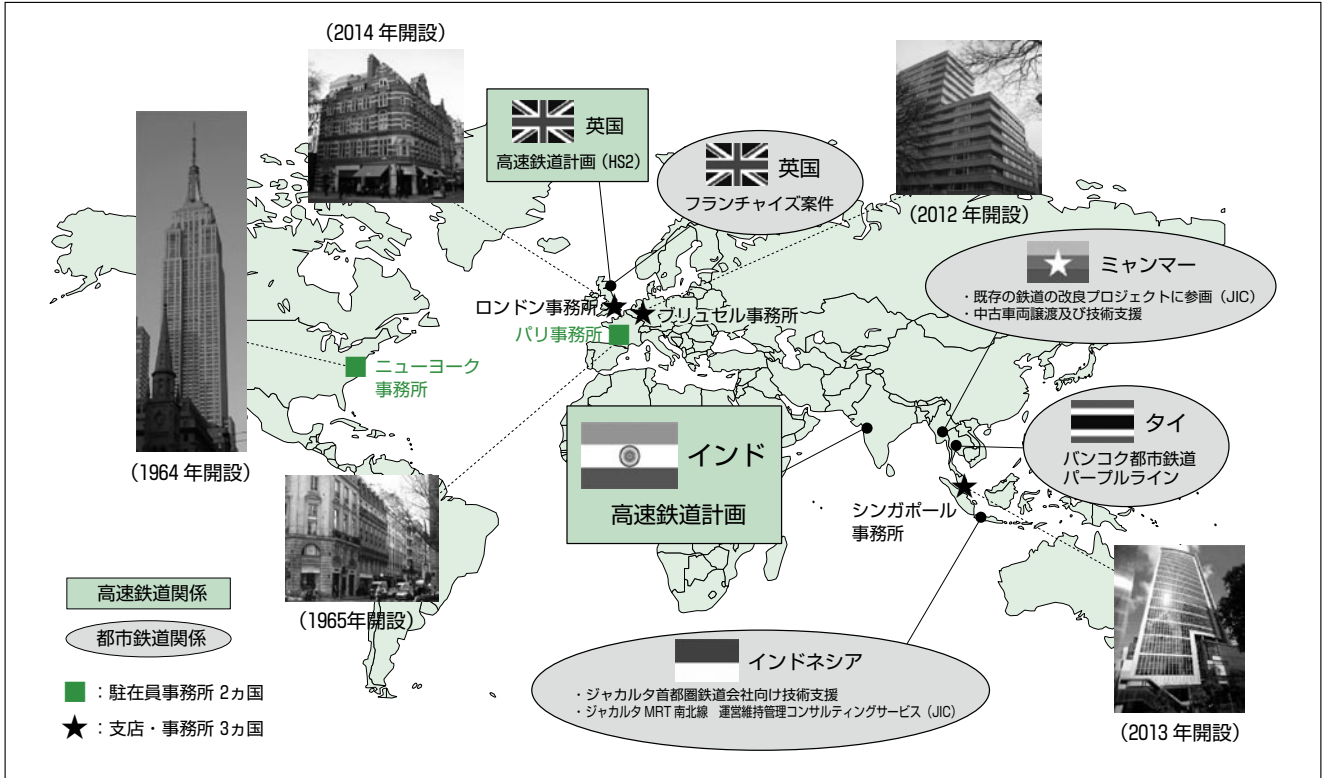 （2014 年開設）
英国
高速鉄道計画（HS2）
英国
フランチャイズ案件
（2012 年開設）
ミャンマー
・既存の鉄道の改良プロジェクトに参画（JIC）
・中古車両譲渡及び技術支援
ロンドン事務所
ブリュセル事務所
パリ事務所
ニューヨーク
事務所
（1964 年開設）
インド
高速鉄道計画
タイ
バンコク都市鉄道
パープルライン
シンガポール
事務所
高速鉄道関係
都市鉄道関係
（1965年開設）
：駐在員事務所 2ヵ国
：支店・事務所 3ヵ国
インドネシア
・ジャカルタ首都圏鉄道会社向け技術支援
・ジャカルタ MRT 南北線　運営維持管理コンサルティングサービス（JIC）
（2013 年開設）